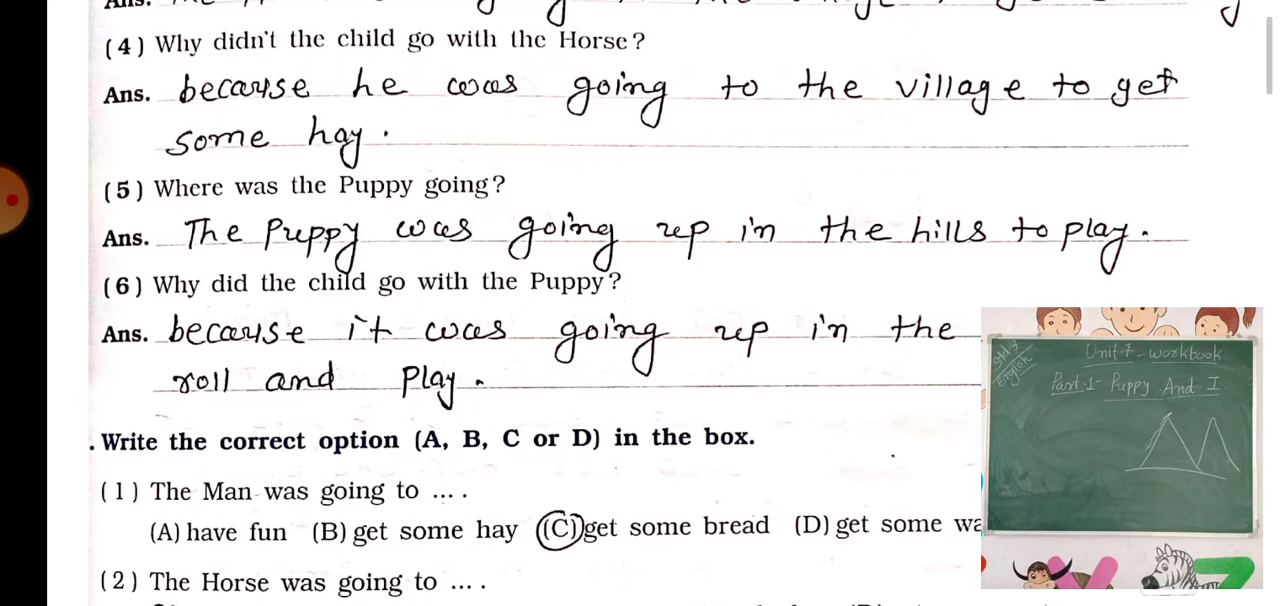 Ans.
(4) Why didn't the child go with the Horse?
Ans. because he was going to the village to get
some hay.
(5) Where was the Puppy going?
Ans. The Puppy was going up in the hills to play.
(6) Why did the child go with the Puppy?
Ans. because it was going up in the
roll and play.
. Write the correct option (A, B, C or D) in the box.
(1) The Man was going to ... .
(A) have fun (B) get some hay (C) get some bread (D) get some wa
(2) The Horse was going to ... .
Std-3
English
Unit-7-workbook
Part-1- Puppy And I